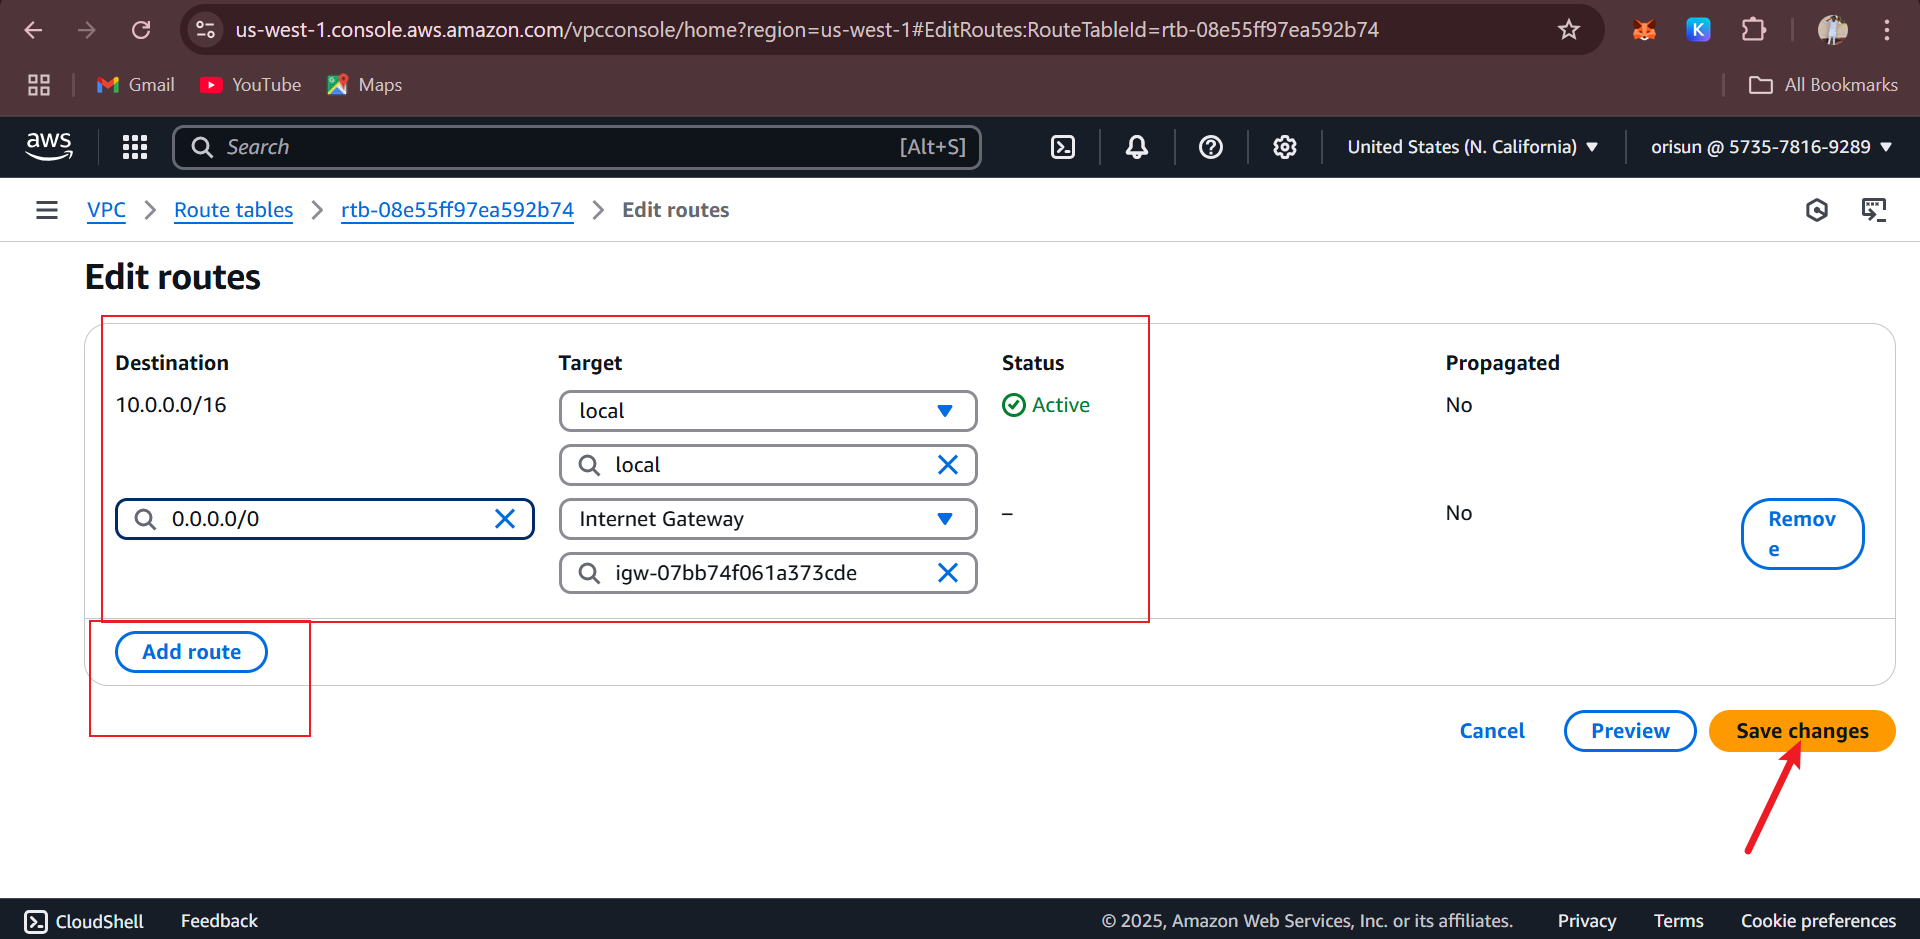 us-west-1.console.aws.amazon.com/vpcconsole/home?region=us-west-1#EditRoutes:RouteTableId=rtb-08e55ff97ea592b74
K
Gmail
YouTube
Maps
All Bookmarks
aws
Search
[Alt+S]
United States (N. California)
orisun @ 5735-7816-9289
VPC
Route tables
rtb-08e55ff97ea592b74
Edit routes
Edit routes
Destination
Target
Status
Propagated
10.0.0.0/16
local
Active
No
local
0.0.0.0/0
Internet Gateway
–
No
Remov
e
igw-07bb74f061a373cde
Add route
Cancel
Preview
Save changes
CloudShell
Feedback
© 2025, Amazon Web Services, Inc. or its affiliates.
Privacy
Terms
Cookie preferences